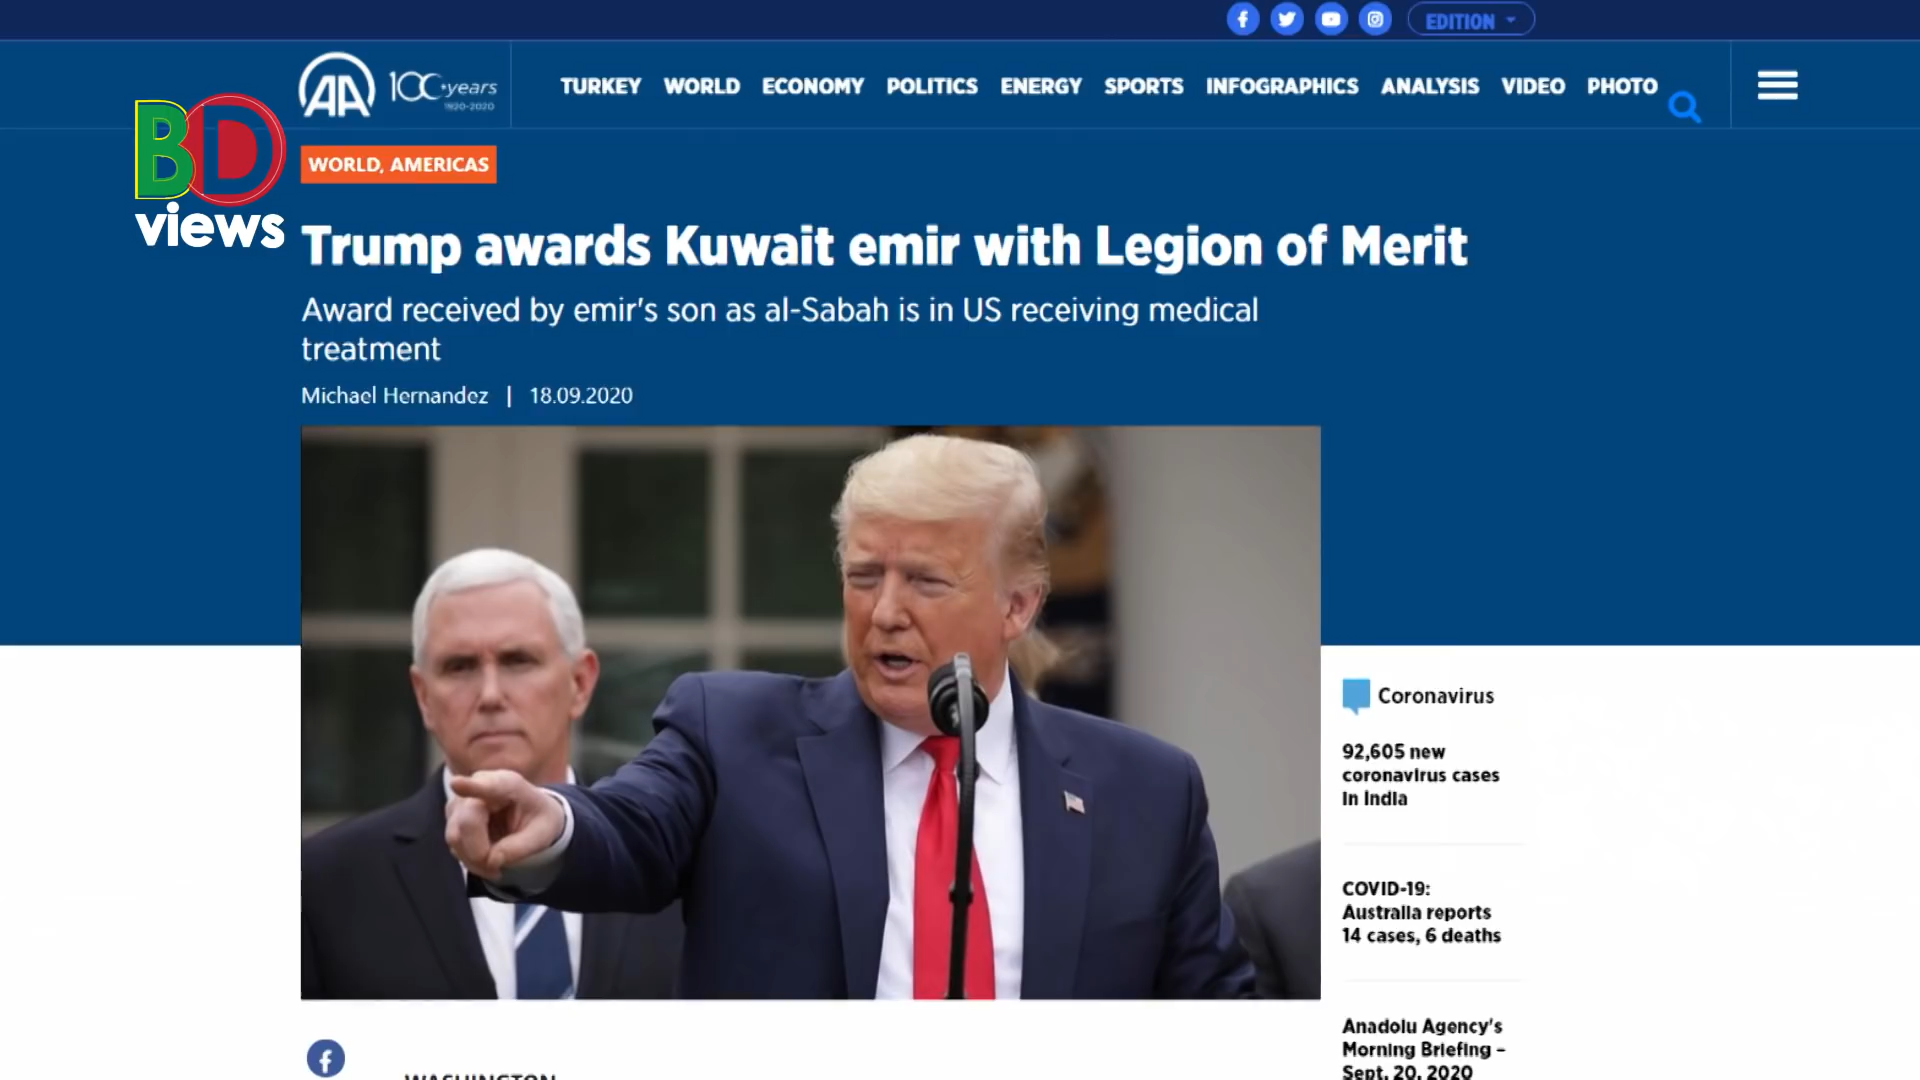 EDITION
AA 100+years
1920-2020
TURKEY WORLD ECONOMY POLITICS ENERGY SPORTS INFOGRAPHICS ANALYSIS VIDEO PHOTO
BD
views
WORLD, AMERICAS
Trump awards Kuwait emir with Legion of Merit
Award received by emir's son as al-Sabah is in US receiving medical
treatment
Michael Hernandez | 18.09.2020
Coronavirus
92,605 new
coronavirus cases
in İndia
COVID-19:
Australia reports
14 cases, 6 deaths
Anadolu Agency's
Morning Briefing –
Sept. 20, 2020
WASHINGTON